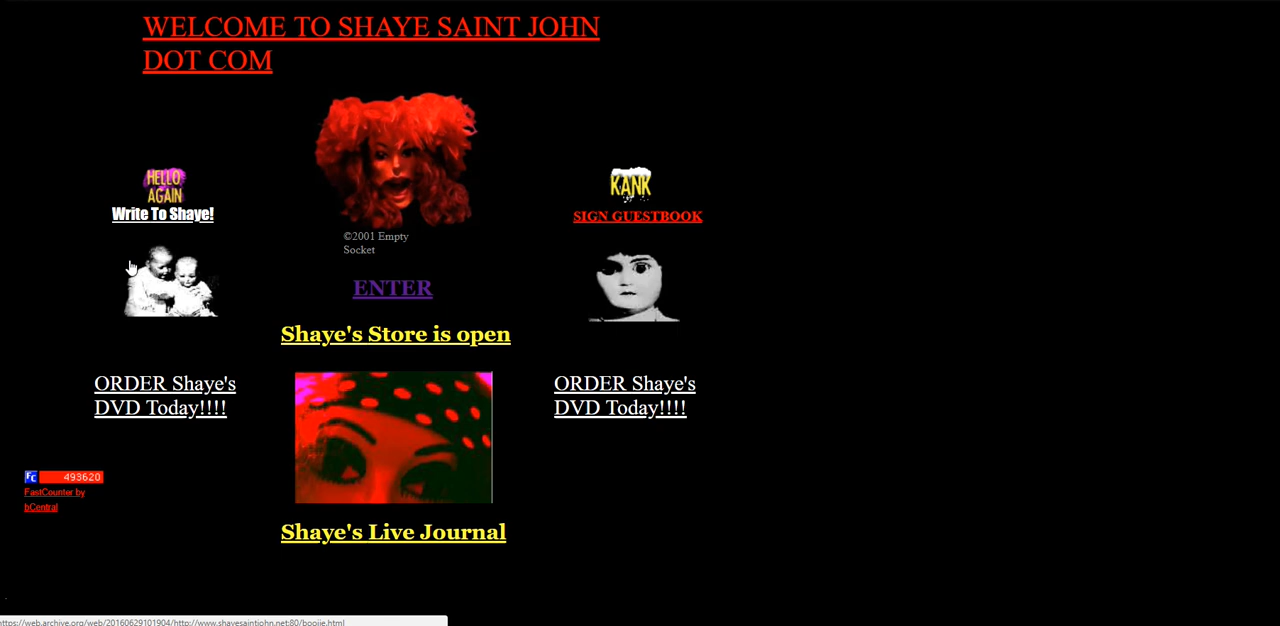 WELCOME TO SHAYE SAINT JOHN
DOT COM
HELLO
AGAIN
Write To Shaye!
KANK
SIGN GUESTBOOK
©2001 Empty
Socket
ENTER
Shaye's Store is open
ORDER Shaye's
DVD Today!!!!
ORDER Shaye's
DVD Today!!!!
fc 493620
FastCounter by
bCentral
Shaye's Live Journal
https://web.archive.org/web/20160629101904/http://www.shayesaintjohn.net:80/boojie.html